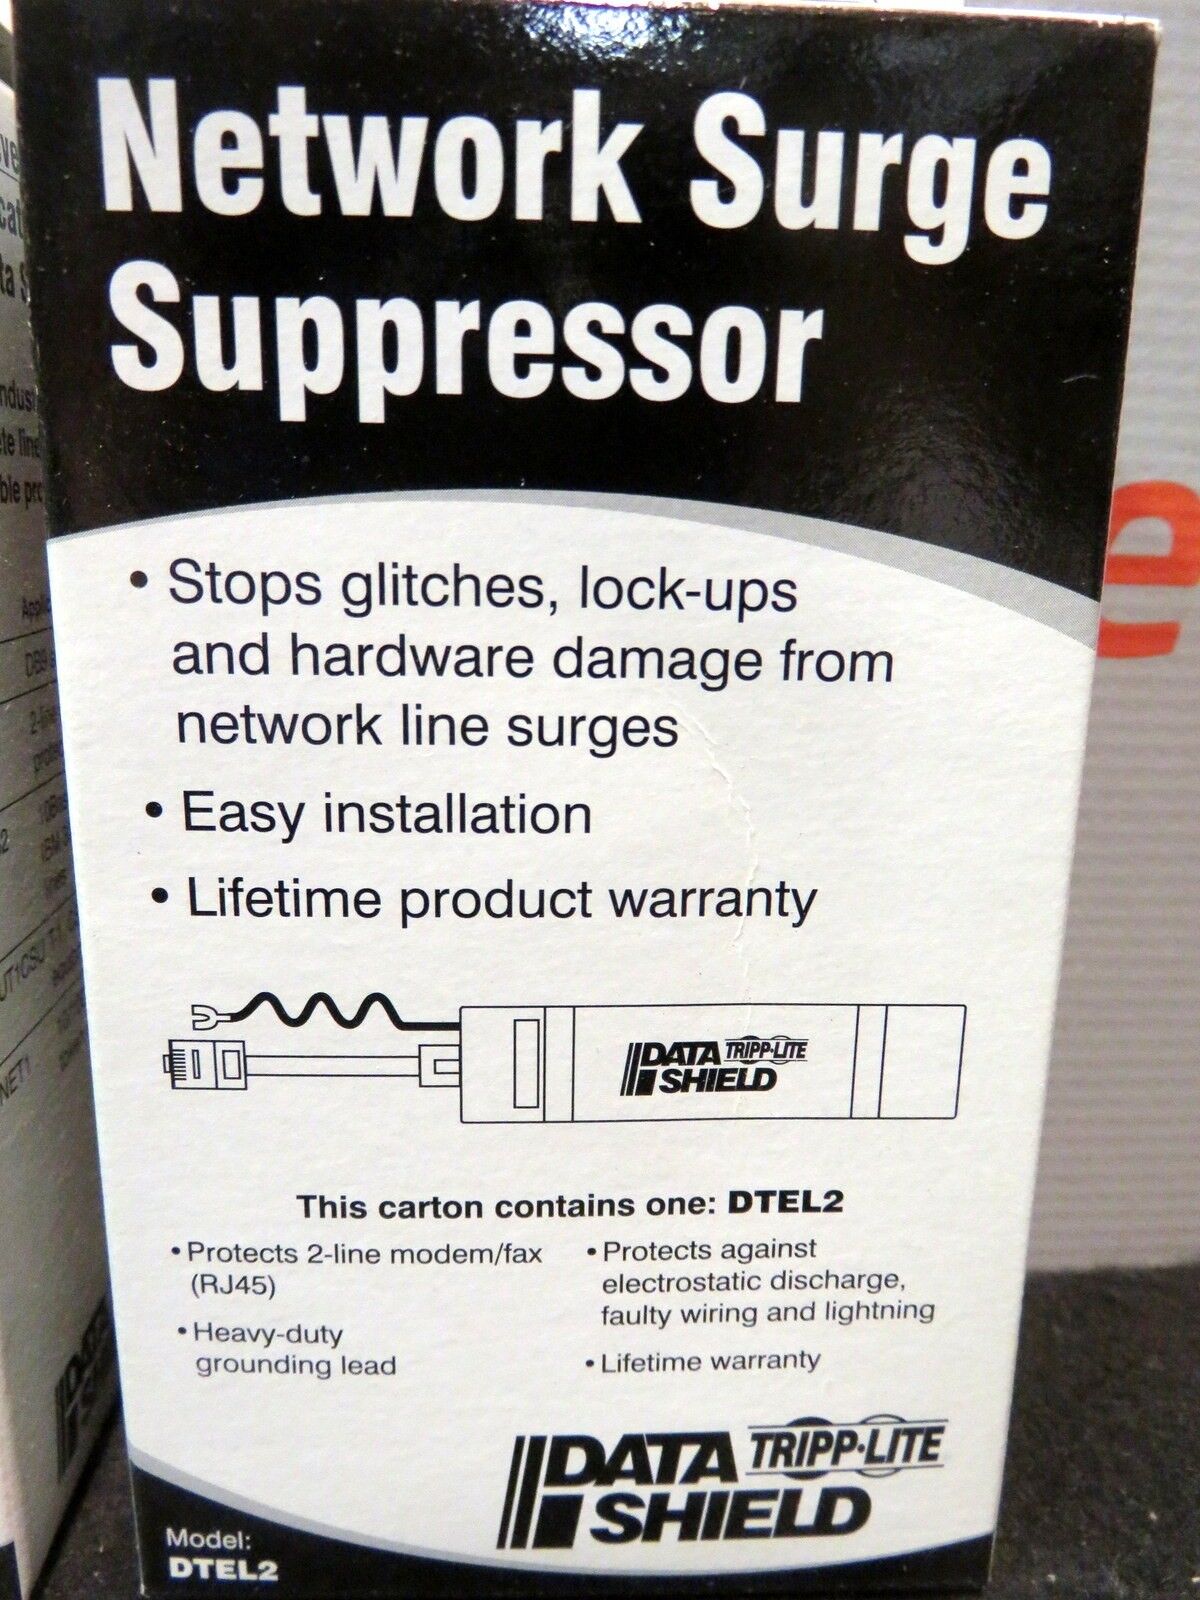 Network Surge
Suppressor
• Stops glitches, lock-ups
and hardware damage from
network line surges
• Easy installation
• Lifetime product warranty
DATA TRIPP·LITE
SHIELD
This carton contains one: DTEL2
• Protects 2-line modem/fax
(RJ45)
• Heavy-duty
grounding lead
• Protects against
electrostatic discharge,
faulty wiring and lightning
• Lifetime warranty
DATA TRIPP·LITE
SHIELD
Model:
DTEL2
e